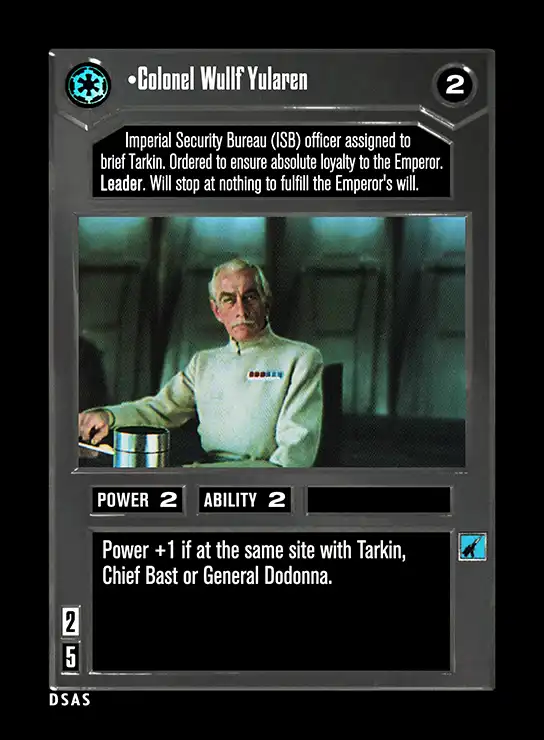 •Colonel Wullf Yularen
2
Imperial Security Bureau (ISB) officer assigned to
brief Tarkin. Ordered to ensure absolute loyalty to the Emperor.
Leader. Will stop at nothing to fulfill the Emperor's will.
POWER 2 ABILITY 2
Power +1 if at the same site with Tarkin,
Chief Bast or General Dodonna.
2
5
DSAS